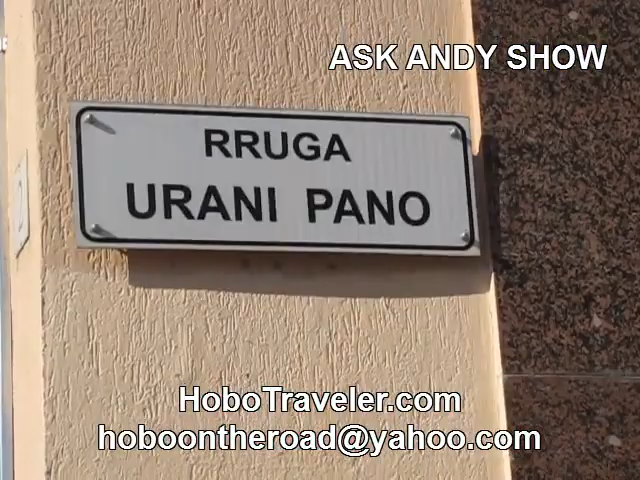 ASK ANDY SHOW
RRUGA
URANI PANO
HoboTraveler.com
hoboontheroad@yahoo.com